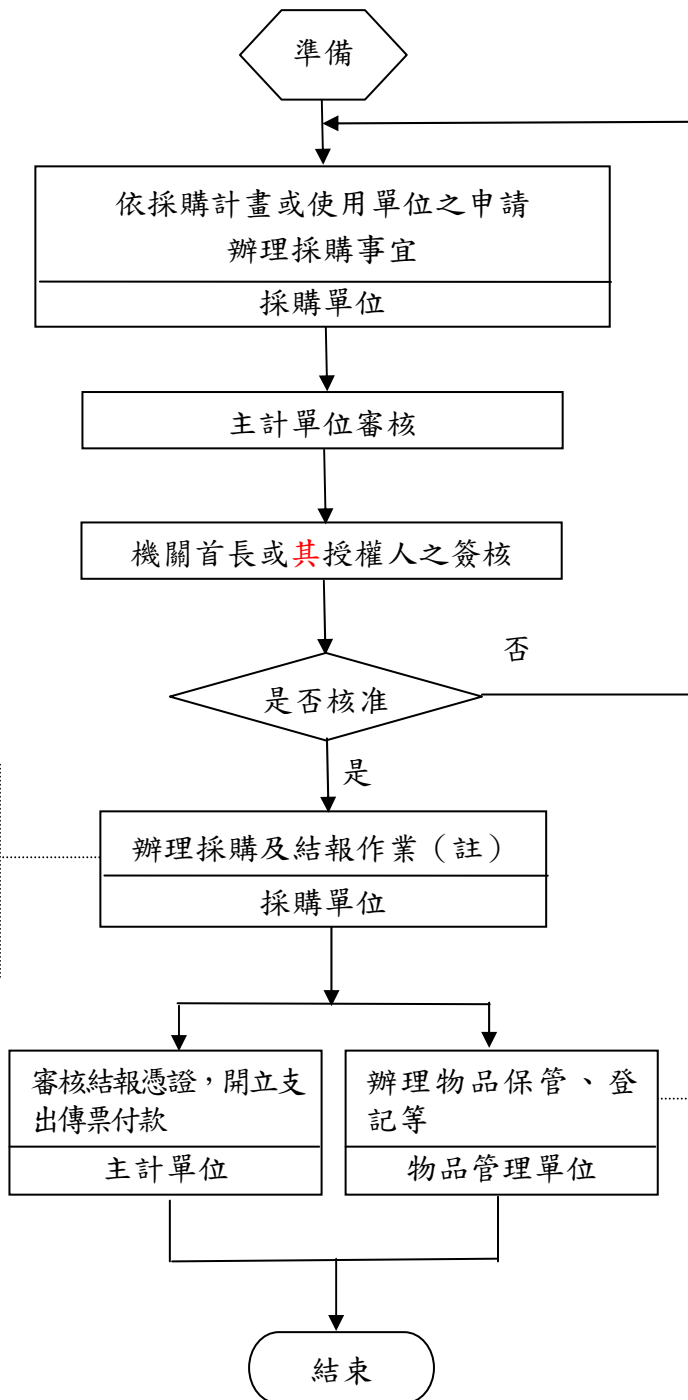 準備
依採購計畫或使用單位之申請
辦理採購事宜
採購單位
主計單位審核
機關首長或其授權人之簽核
否
是否核准
是
辦理採購及結報作業（註）
採購單位
審核結報憑證，開立支
出傳票付款
主計單位
辦理物品保管、登
記等
物品管理單位
結束